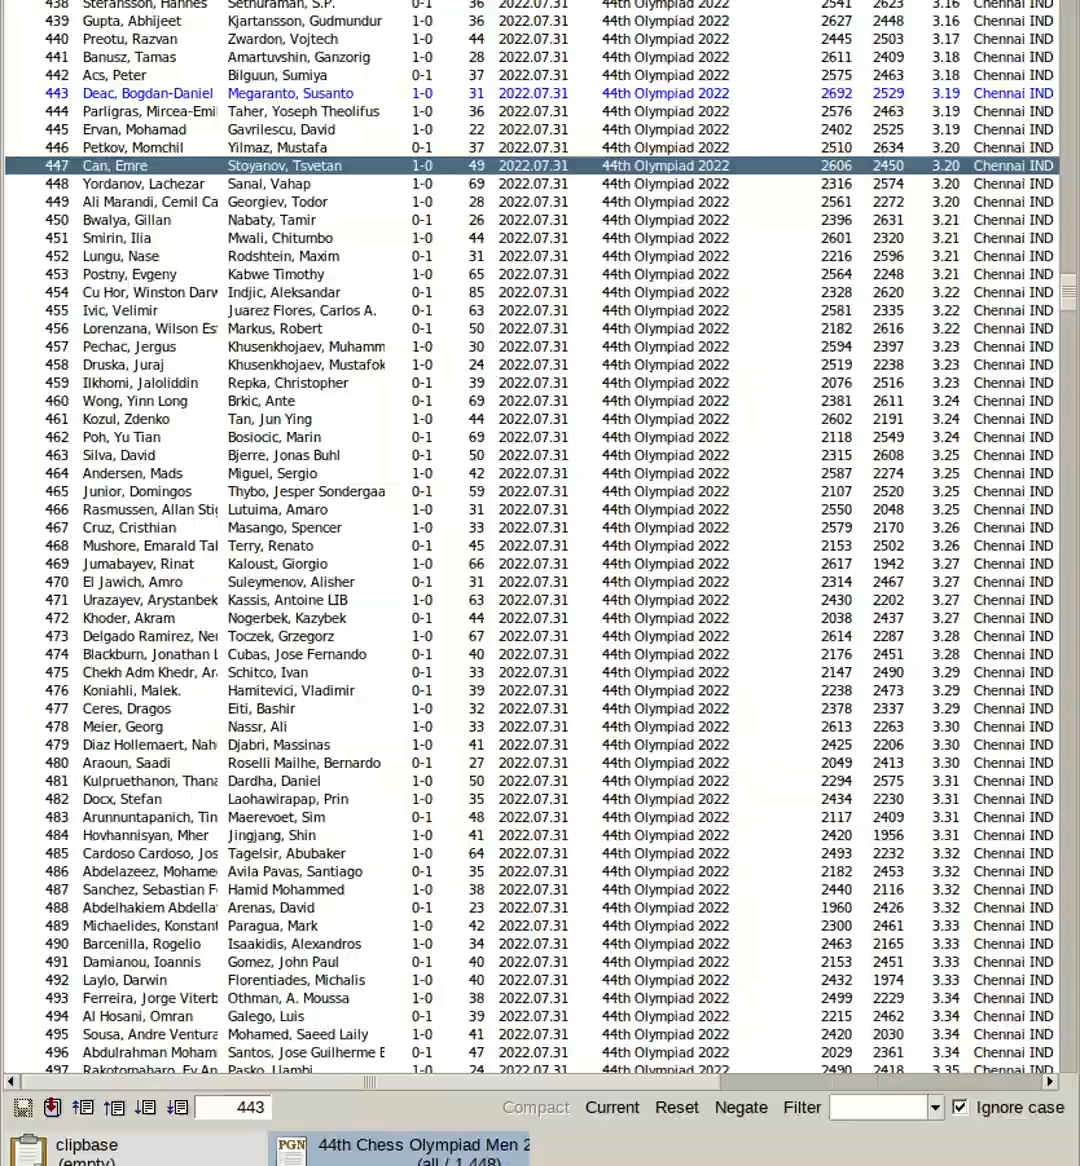 438 Stefansson, Hannes Sethuraman, S.P. 0-1 36 2022.07.31 44th Olympiad 2022 2541 2623 3.16 Chennai IND
439 Gupta, Abhijeet Kjartansson, Gudmundur 1-0 36 2022.07.31 44th Olympiad 2022 2627 2448 3.16 Chennai IND
440 Preotu, Razvan Zwardon, Vojtech 1-0 44 2022.07.31 44th Olympiad 2022 2445 2503 3.17 Chennai IND
441 Banusz, Tamas Amartuvshin, Ganzorig 1-0 28 2022.07.31 44th Olympiad 2022 2611 2409 3.18 Chennai IND
442 Acs, Peter Bilguun, Sumiya 0-1 37 2022.07.31 44th Olympiad 2022 2575 2463 3.18 Chennai IND
443 Deac, Bogdan-Daniel Megaranto, Susanto 1-0 31 2022.07.31 44th Olympiad 2022 2692 2529 3.19 Chennai IND
444 Parligras, Mircea-Emi Taher, Yoseph Theolifus 1-0 36 2022.07.31 44th Olympiad 2022 2576 2463 3.19 Chennai IND
445 Ervan, Mohamad Gavrilescu, David 1-0 22 2022.07.31 44th Olympiad 2022 2402 2525 3.19 Chennai IND
446 Petkov, Momchil Yilmaz, Mustafa 0-1 37 2022.07.31 44th Olympiad 2022 2510 2634 3.20 Chennai IND
447 Can, Emre Stoyanov, Tsvetan 1-0 49 2022.07.31 44th Olympiad 2022 2606 2450 3.20 Chennai IND
448 Yordanov, Lachezar Sanal, Vahap 1-0 69 2022.07.31 44th Olympiad 2022 2316 2574 3.20 Chennai IND
449 Ali Marandi, Cemil Ca Georgiev, Todor 1-0 28 2022.07.31 44th Olympiad 2022 2561 2272 3.20 Chennai IND
450 Bwalya, Gillan Nabaty, Tamir 0-1 26 2022.07.31 44th Olympiad 2022 2396 2631 3.21 Chennai IND
451 Smirin, Ilia Mwali, Chitumbo 1-0 44 2022.07.31 44th Olympiad 2022 2601 2320 3.21 Chennai IND
452 Lungu, Nase Rodshtein, Maxim 0-1 31 2022.07.31 44th Olympiad 2022 2216 2596 3.21 Chennai IND
453 Postny, Evgeny Kabwe Timothy 1-0 65 2022.07.31 44th Olympiad 2022 2564 2248 3.21 Chennai IND
454 Cu Hor, Winston Darw Indjic, Aleksandar 0-1 85 2022.07.31 44th Olympiad 2022 2328 2620 3.22 Chennai IND
455 Ivic, Velimir Juarez Flores, Carlos A. 0-1 63 2022.07.31 44th Olympiad 2022 2581 2335 3.22 Chennai IND
456 Lorenzana, Wilson Es Markus, Robert 0-1 50 2022.07.31 44th Olympiad 2022 2182 2616 3.22 Chennai IND
457 Pechac, Jergus Khusenkhojaev, Muhamm 1-0 30 2022.07.31 44th Olympiad 2022 2594 2397 3.23 Chennai IND
458 Druska, Juraj Khusenkhojaev, Mustafok 1-0 24 2022.07.31 44th Olympiad 2022 2519 2238 3.23 Chennai IND
459 Ilkhomi, Jaloliddin Repka, Christopher 0-1 39 2022.07.31 44th Olympiad 2022 2076 2516 3.23 Chennai IND
460 Wong, Yinn Long Brkic, Ante 0-1 69 2022.07.31 44th Olympiad 2022 2381 2611 3.24 Chennai IND
461 Kozul, Zdenko Tan, Jun Ying 1-0 44 2022.07.31 44th Olympiad 2022 2602 2191 3.24 Chennai IND
462 Poh, Yu Tian Bosiocic, Marin 0-1 69 2022.07.31 44th Olympiad 2022 2118 2549 3.24 Chennai IND
463 Silva, David Bjerre, Jonas Buhl 0-1 50 2022.07.31 44th Olympiad 2022 2315 2608 3.25 Chennai IND
464 Andersen, Mads Miguel, Sergio 1-0 42 2022.07.31 44th Olympiad 2022 2587 2274 3.25 Chennai IND
465 Junior, Domingos Thybo, Jesper Sondergaa 0-1 59 2022.07.31 44th Olympiad 2022 2107 2520 3.25 Chennai IND
466 Rasmussen, Allan Stig Lutuima, Amaro 1-0 31 2022.07.31 44th Olympiad 2022 2550 2048 3.25 Chennai IND
467 Cruz, Cristhian Masango, Spencer 1-0 33 2022.07.31 44th Olympiad 2022 2579 2170 3.26 Chennai IND
468 Mushore, Emarald Tal Terry, Renato 0-1 45 2022.07.31 44th Olympiad 2022 2153 2502 3.26 Chennai IND
469 Jumabayev, Rinat Kaloust, Giorgio 1-0 66 2022.07.31 44th Olympiad 2022 2617 1942 3.27 Chennai IND
470 El Jawich, Amro Suleymenov, Alisher 0-1 31 2022.07.31 44th Olympiad 2022 2314 2467 3.27 Chennai IND
471 Urazayev, Arystanbek Kassis, Antoine LIB 1-0 63 2022.07.31 44th Olympiad 2022 2430 2202 3.27 Chennai IND
472 Khoder, Akram Nogerbek, Kazybek 0-1 44 2022.07.31 44th Olympiad 2022 2038 2437 3.27 Chennai IND
473 Delgado Ramirez, Nei Toczek, Grzegorz 1-0 67 2022.07.31 44th Olympiad 2022 2614 2287 3.28 Chennai IND
474 Blackburn, Jonathan L Cubas, Jose Fernando 0-1 40 2022.07.31 44th Olympiad 2022 2176 2451 3.28 Chennai IND
475 Chekh Adm Khedr, Ar Schitco, Ivan 0-1 33 2022.07.31 44th Olympiad 2022 2147 2490 3.29 Chennai IND
476 Koniahli, Malek. Hamitevici, Vladimir 0-1 39 2022.07.31 44th Olympiad 2022 2238 2473 3.29 Chennai IND
477 Ceres, Dragos Eiti, Bashir 1-0 32 2022.07.31 44th Olympiad 2022 2378 2337 3.29 Chennai IND
478 Meier, Georg Nassr, Ali 1-0 33 2022.07.31 44th Olympiad 2022 2613 2263 3.30 Chennai IND
479 Diaz Hollemaert, Nah Djabri, Massinas 1-0 41 2022.07.31 44th Olympiad 2022 2425 2206 3.30 Chennai IND
480 Araoun, Saadi Roselli Mailhe, Bernardo 0-1 27 2022.07.31 44th Olympiad 2022 2049 2413 3.30 Chennai IND
481 Kulpruethanon, Thana Dardha, Daniel 1-0 50 2022.07.31 44th Olympiad 2022 2294 2575 3.31 Chennai IND
482 Docx, Stefan Laohawirapap, Prin 1-0 35 2022.07.31 44th Olympiad 2022 2434 2230 3.31 Chennai IND
483 Arunnuntapanich, Tin Maerevoet, Sim 0-1 48 2022.07.31 44th Olympiad 2022 2117 2409 3.31 Chennai IND
484 Hovhannisyan, Mher Jingjang, Shin 1-0 41 2022.07.31 44th Olympiad 2022 2420 1956 3.31 Chennai IND
485 Cardoso Cardoso, Jos Tagelsir, Abubaker 1-0 64 2022.07.31 44th Olympiad 2022 2493 2232 3.32 Chennai IND
486 Abdelazeez, Mohame Avila Pavas, Santiago 0-1 35 2022.07.31 44th Olympiad 2022 2182 2453 3.32 Chennai IND
487 Sanchez, Sebastian F Hamid Mohammed 1-0 38 2022.07.31 44th Olympiad 2022 2440 2116 3.32 Chennai IND
488 Abdelhakiem Abdella Arenas, David 0-1 23 2022.07.31 44th Olympiad 2022 1960 2426 3.32 Chennai IND
489 Michaelides, Konstant Paragua, Mark 1-0 42 2022.07.31 44th Olympiad 2022 2300 2461 3.33 Chennai IND
490 Barcenilla, Rogelio Isaakidis, Alexandros 1-0 34 2022.07.31 44th Olympiad 2022 2463 2165 3.33 Chennai IND
491 Damianou, Ioannis Gomez, John Paul 0-1 40 2022.07.31 44th Olympiad 2022 2153 2451 3.33 Chennai IND
492 Laylo, Darwin Florentiades, Michalis 1-0 40 2022.07.31 44th Olympiad 2022 2432 1974 3.33 Chennai IND
493 Ferreira, Jorge Viterb Othman, A. Moussa 1-0 38 2022.07.31 44th Olympiad 2022 2499 2229 3.34 Chennai IND
494 Al Hosani, Omran Galego, Luis 0-1 39 2022.07.31 44th Olympiad 2022 2215 2462 3.34 Chennai IND
495 Sousa, Andre Ventura Mohamed, Saeed Laily 1-0 41 2022.07.31 44th Olympiad 2022 2420 2030 3.34 Chennai IND
496 Abdulrahman Moham Santos, Jose Guilherme E 0-1 47 2022.07.31 44th Olympiad 2022 2029 2361 3.34 Chennai IND
497 Rakotomaharo, Fy An Pasko, Llambi 1-0 24 2022.07.31 44th Olympiad 2022 2490 2418 3.35 Chennai IND
443 Compact Current Reset Negate Filter Ignore case
clipbase PGN 44th Chess Olympiad Men 2
(empty) (all / 1,448)